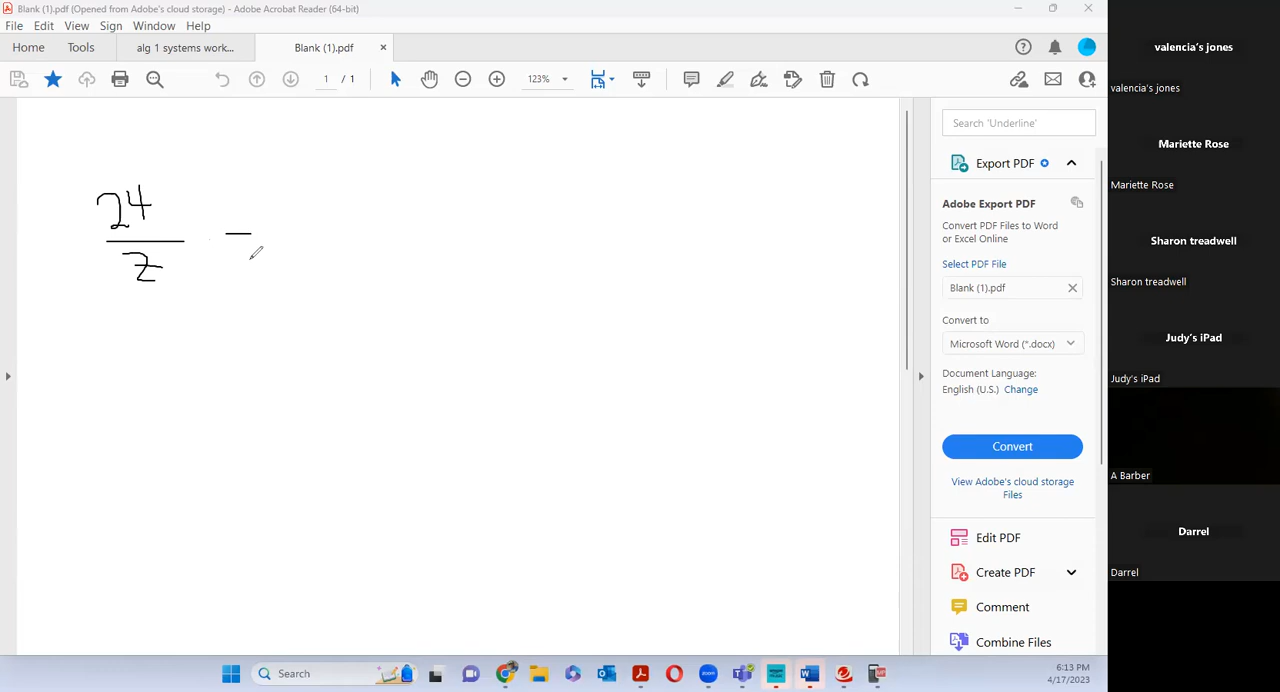 Blank (1).pdf (Opened from Adobe's cloud storage) - Adobe Acrobat Reader (64-bit)
File Edit View Sign Window Help
Home Tools alg 1 systems work... Blank (1).pdf
1 / 1 123%
24
—
z
Search 'Underline'
Export PDF
Adobe Export PDF
Convert PDF Files to Word
or Excel Online
Select PDF File
Blank (1).pdf
Convert to
Microsoft Word (*.docx)
Document Language:
English (U.S.) Change
Convert
View Adobe's cloud storage
Files
Edit PDF
Create PDF
Comment
Combine Files
valencia's jones
valencia's jones
Mariette Rose
Mariette Rose
Sharon treadwell
Sharon treadwell
Judy's iPad
Judy's iPad
A Barber
Darrel
Darrel
Search
6:13 PM
4/17/2023